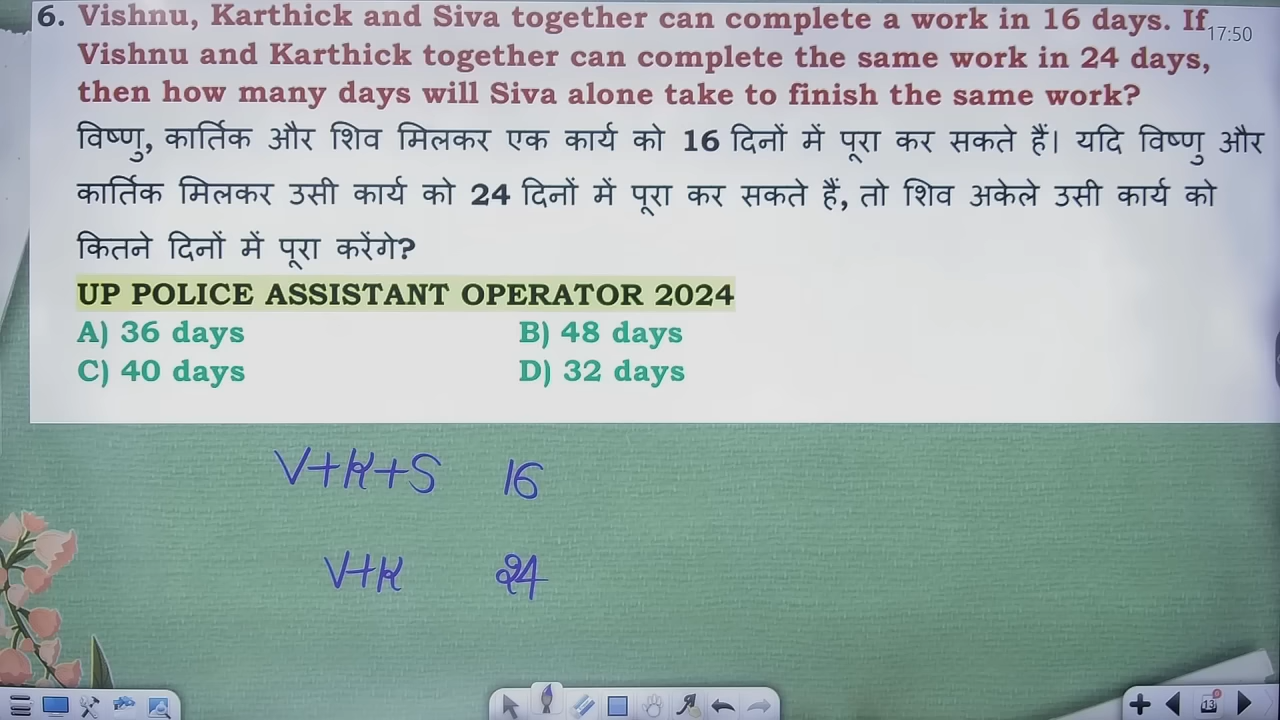 6. Vishnu, Karthick and Siva together can complete a work in 16 days. If
17:50
Vishnu and Karthick together can complete the same work in 24 days,
then how many days will Siva alone take to finish the same work?
विष्णु, कार्तिक और शिव मिलकर एक कार्य को 16 दिनों में पूरा कर सकते हैं। यदि विष्णु और
कार्तिक मिलकर उसी कार्य को 24 दिनों में पूरा कर सकते हैं, तो शिव अकेले उसी कार्य को
कितने दिनों में पूरा करेंगे?
UP POLICE ASSISTANT OPERATOR 2024
A) 36 days B) 48 days
C) 40 days D) 32 days
V+K+S 16
V+K 24
13